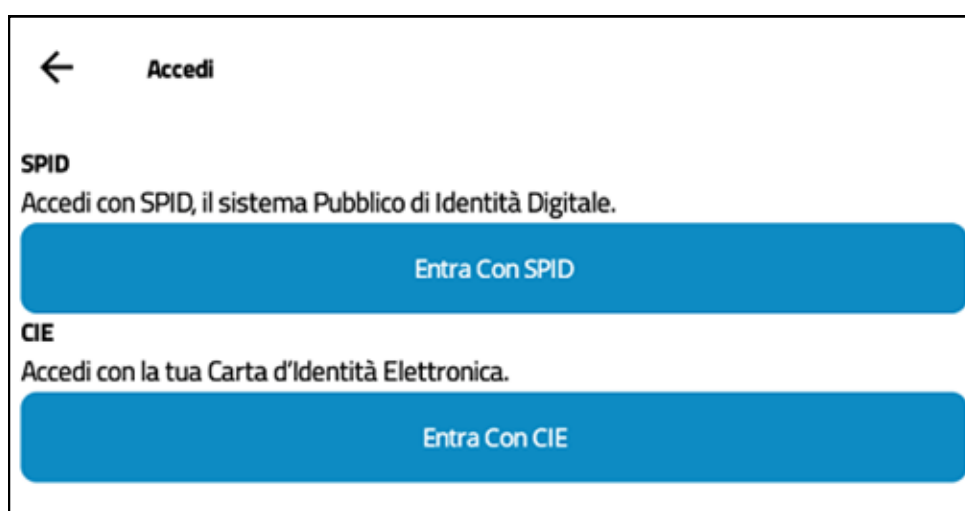 Accedi
SPID
Accedi con SPID, il sistema Pubblico di Identità Digitale.
Entra Con SPID
CIE
Accedi con la tua Carta d'Identità Elettronica.
Entra Con CIE